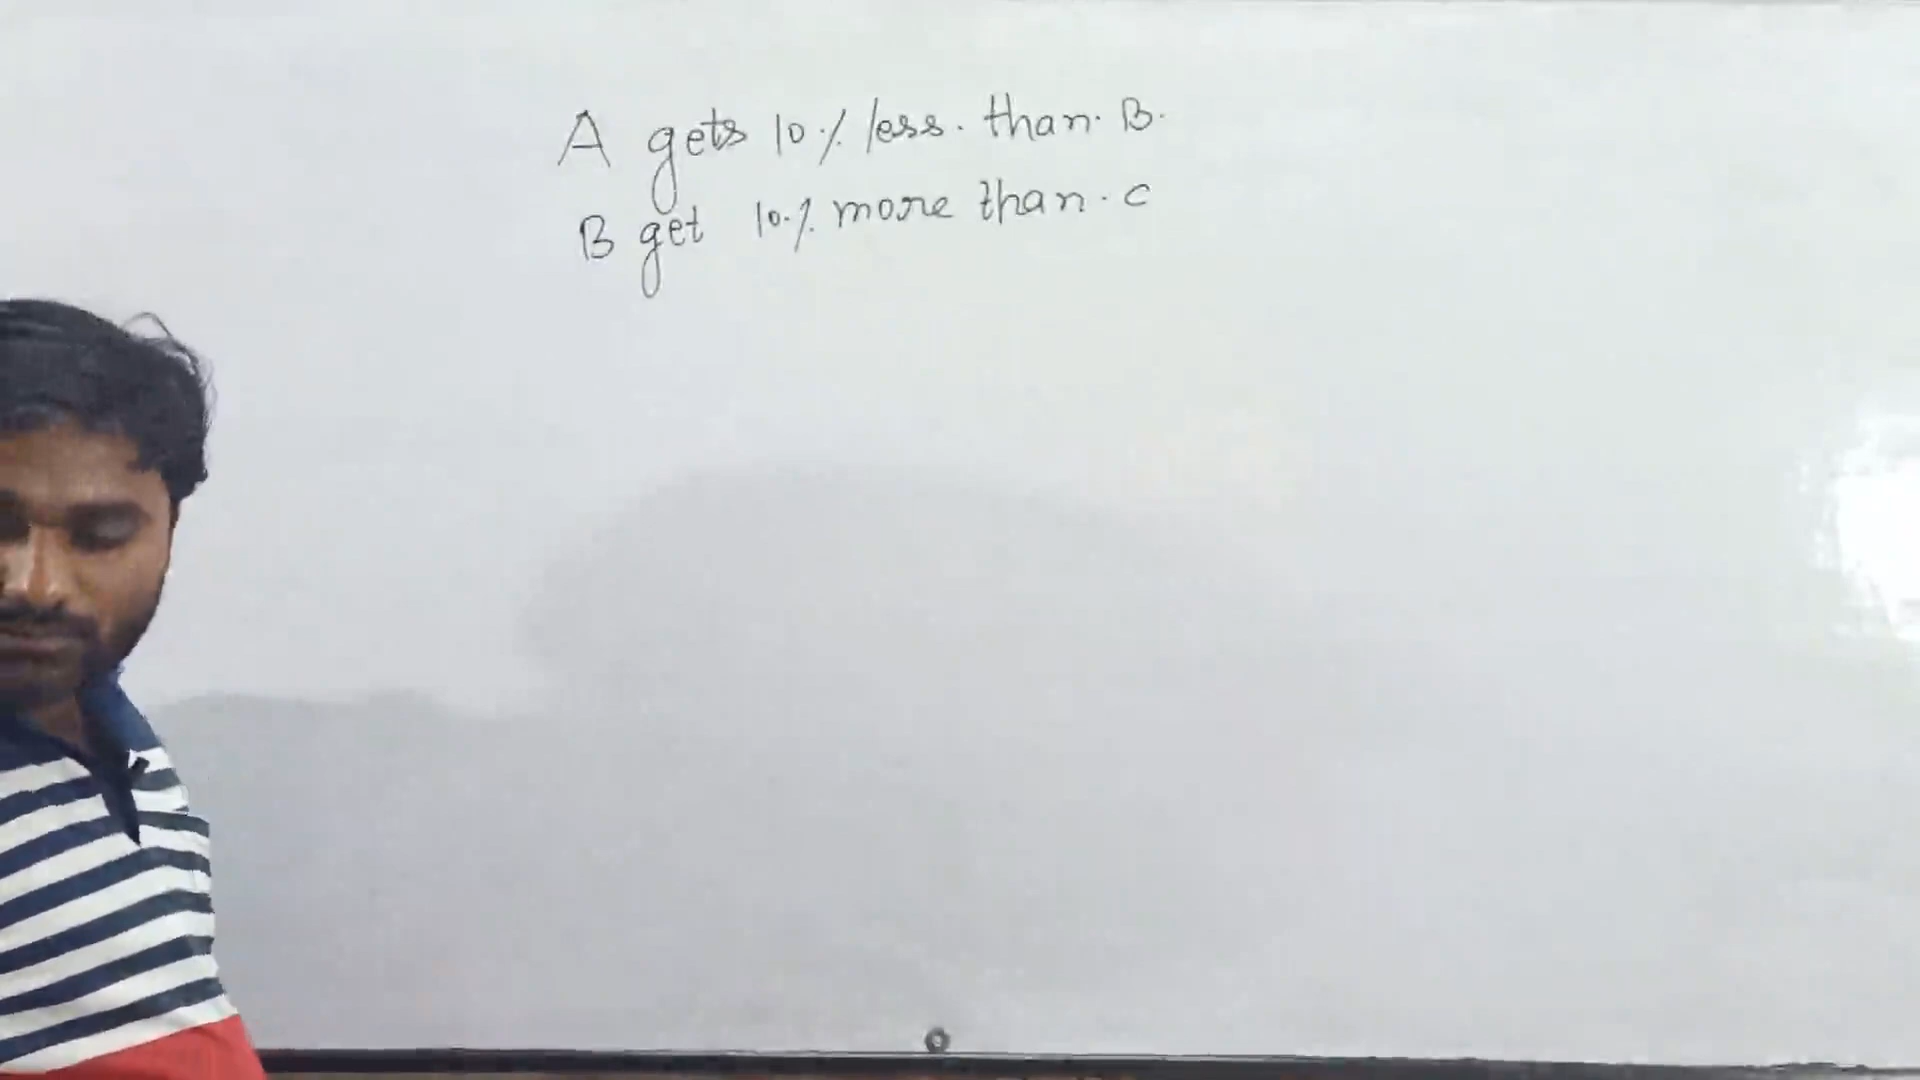 A gets 10% less. than. B.
B get 10% more than. C